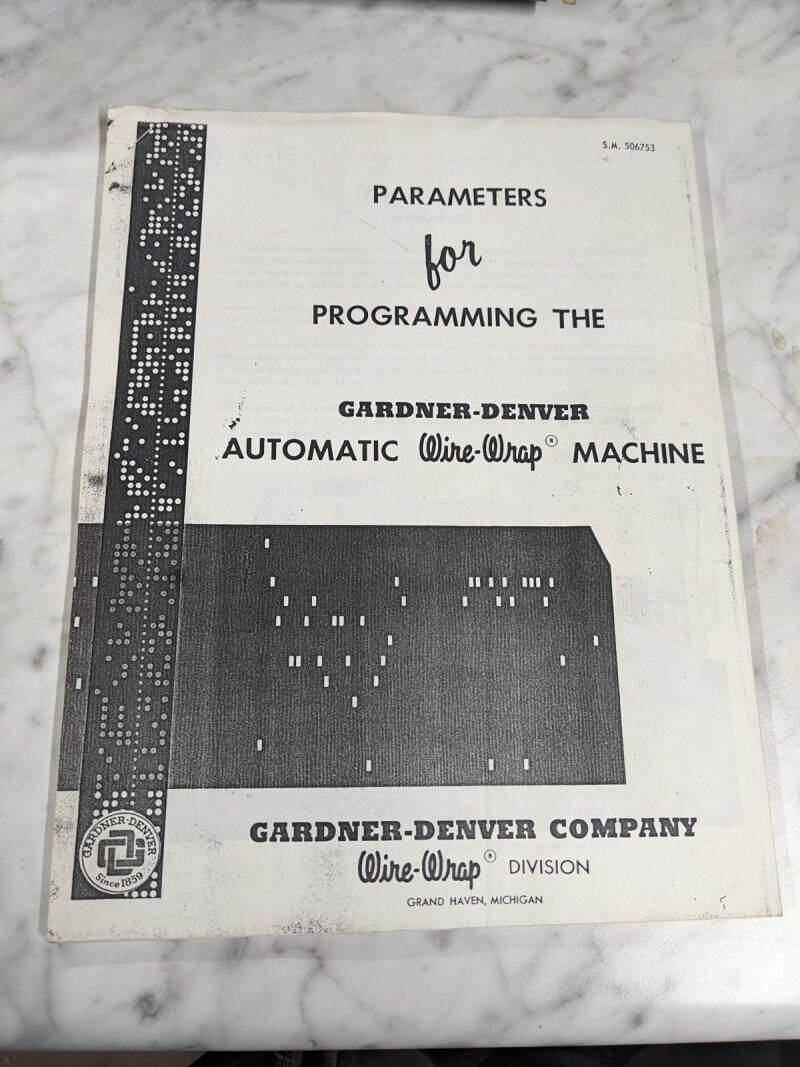 S.M. 506753
PARAMETERS
for
PROGRAMMING THE
GARDNER-DENVER
AUTOMATIC Wire-Wrap® MACHINE
GARDNER-DENVER COMPANY
Wire-Wrap® DIVISION
GRAND HAVEN, MICHIGAN
GARDNER-DENVER
Since 1859